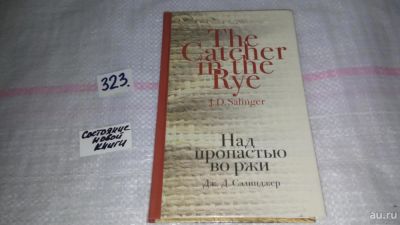 323.
Состояние
новой
книги
The
Catcher
in the
Rye
J. D. Salinger
Над
пропастью
во ржи
Дж. Д. Сэлинджер
au.ru